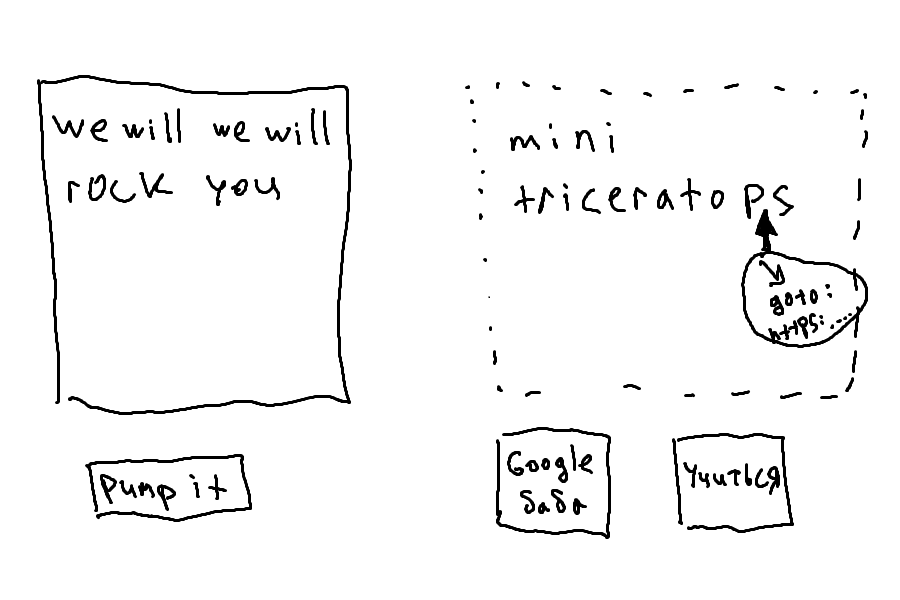 we will we will
rock you
mini
triceratops
goto:
https:....
Pump it
Google
баба
Учиться